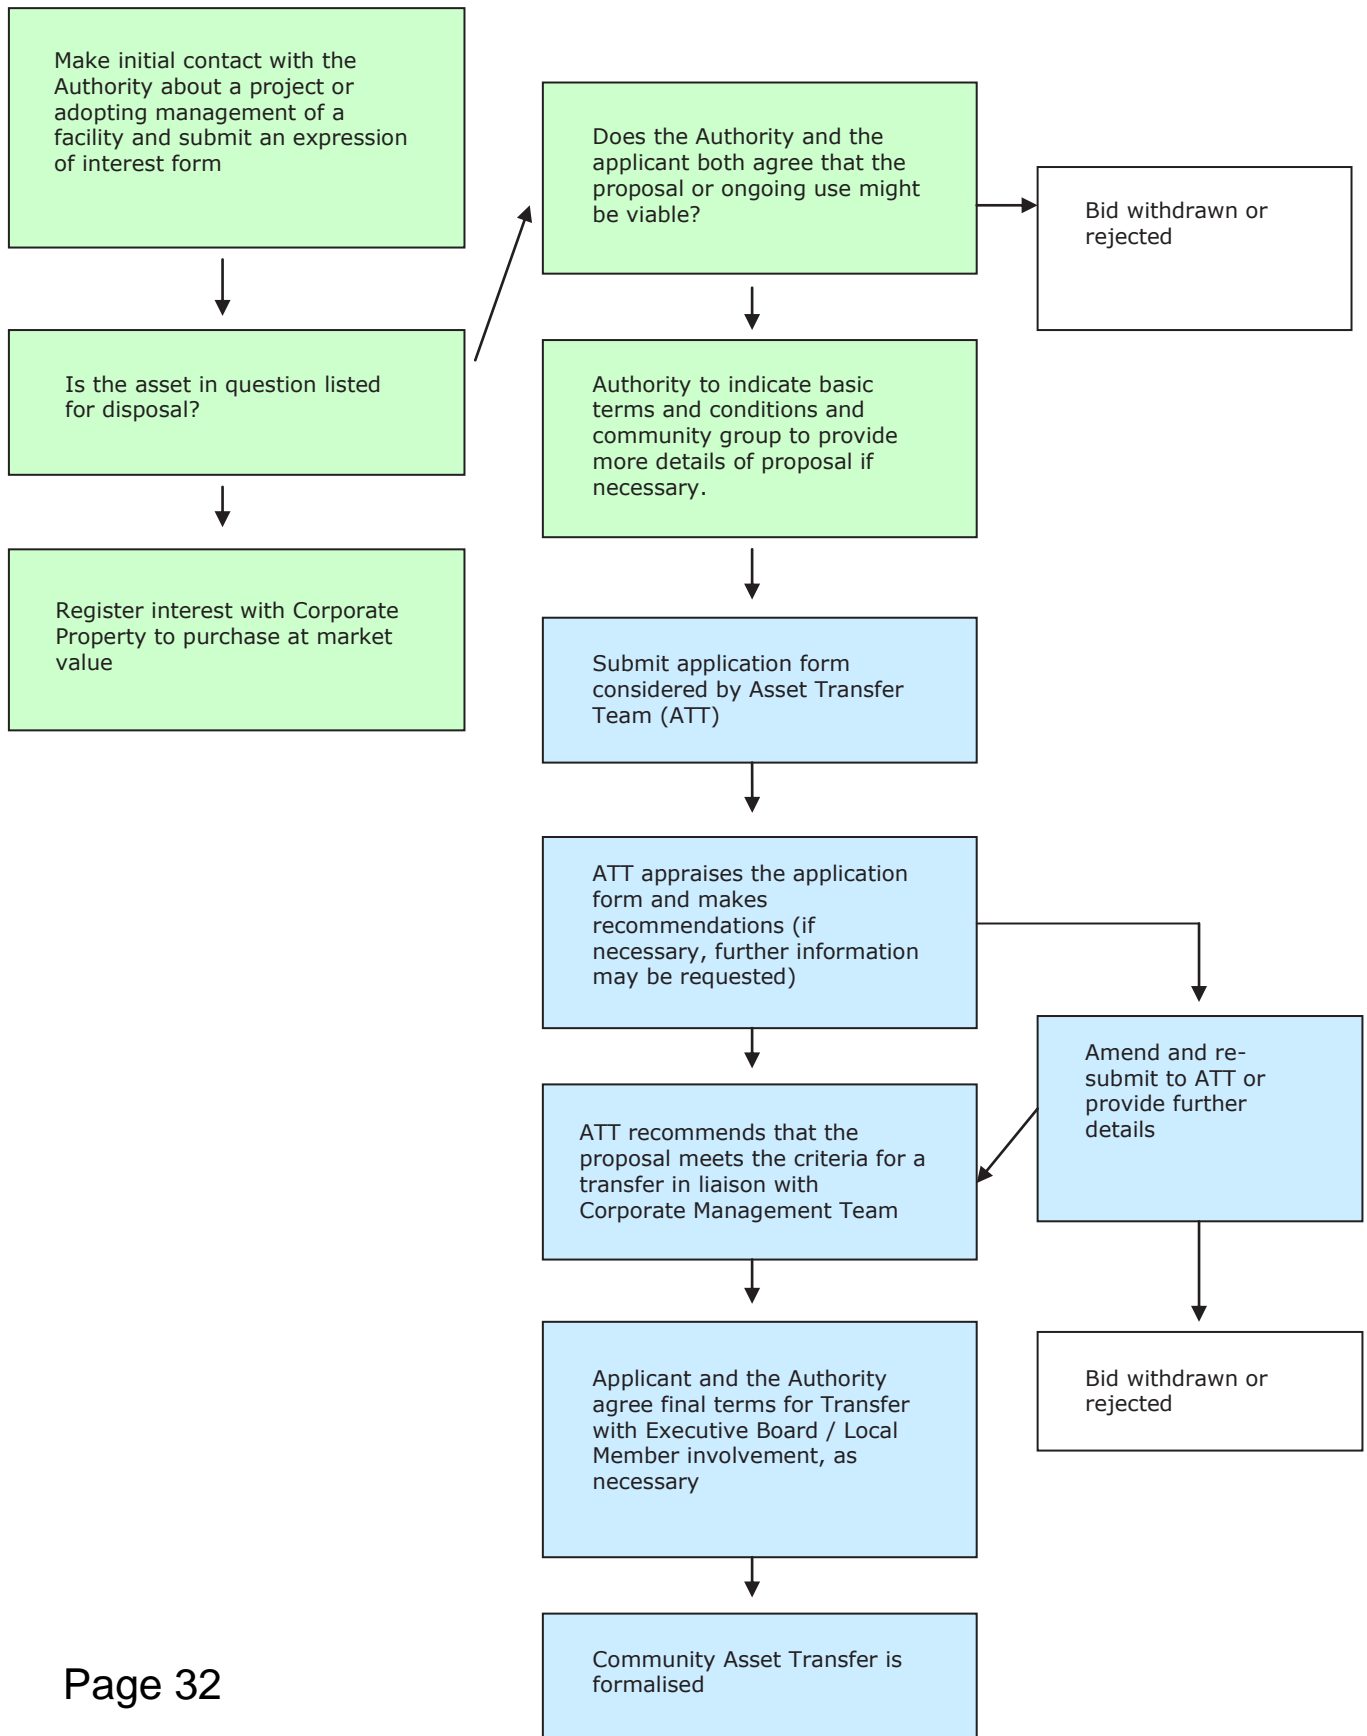 Make initial contact with the
Authority about a project or
adopting management of a
facility and submit an expression
of interest form
Is the asset in question listed
for disposal?
Register interest with Corporate
Property to purchase at market
value
Does the Authority and the
applicant both agree that the
proposal or ongoing use might
be viable?
Bid withdrawn or
rejected
Authority to indicate basic
terms and conditions and
community group to provide
more details of proposal if
necessary.
Submit application form
considered by Asset Transfer
Team (ATT)
ATT appraises the application
form and makes
recommendations (if
necessary, further information
may be requested)
Amend and re-
submit to ATT or
provide further
details
ATT recommends that the
proposal meets the criteria for a
transfer in liaison with
Corporate Management Team
Applicant and the Authority
agree final terms for Transfer
with Executive Board / Local
Member involvement, as
necessary
Bid withdrawn or
rejected
Community Asset Transfer is
formalised
Page 32